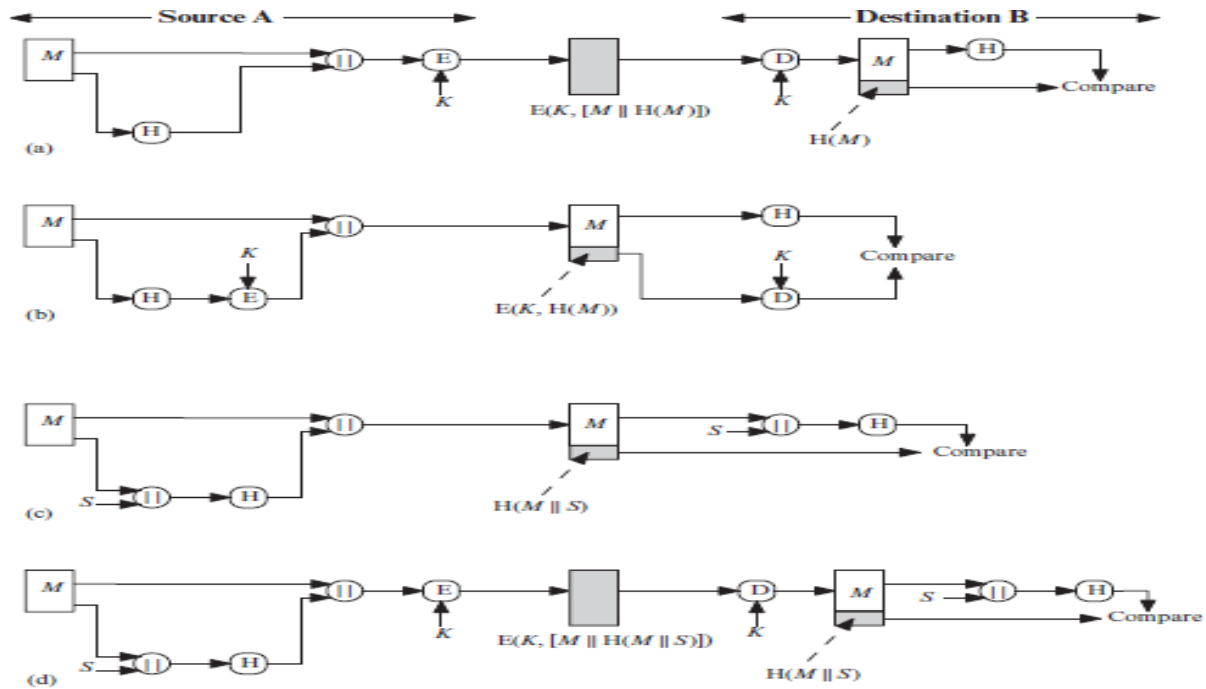 Source A
Destination B
M
||
E
K
E(K, [M || H(M)])
D
K
M
H
Compare
H
H(M)
(a)
M
||
M
H
K
H
E
E(K, H(M))
K
D
Compare
(b)
M
||
M
S
||
H
Compare
S
||
H
H(M || S)
(c)
M
||
E
K
E(K, [M || H(M || S)])
D
K
M
S
||
H
Compare
S
||
H
H(M || S)
(d)